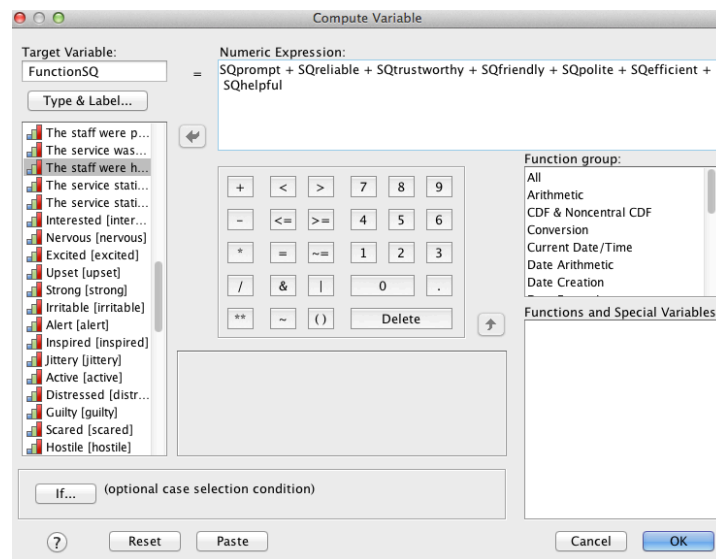 Compute Variable
Target Variable:
FunctionSQ
Type & Label...
=
Numeric Expression:
SQprompt + SQreliable + SQtrustworthy + SQfriendly + SQpolite + SQefficient +
SQhelpful
The staff were p...
The service was...
The staff were h...
The service stati...
The service stati...
Interested [inter...
Nervous [nervous]
Excited [excited]
Upset [upset]
Strong [strong]
Irritable [irritable]
Alert [alert]
Inspired [inspired]
Jittery [jittery]
Active [active]
Distressed [distr...
Guilty [guilty]
Scared [scared]
Hostile [hostile]
+ < > 7 8 9
- <= >= 4 5 6
* = ~= 1 2 3
/ & | 0 .
** ~ () Delete
Function group:
All
Arithmetic
CDF & Noncentral CDF
Conversion
Current Date/Time
Date Arithmetic
Date Creation
Functions and Special Variables
If... (optional case selection condition)
? Reset Paste Cancel OK